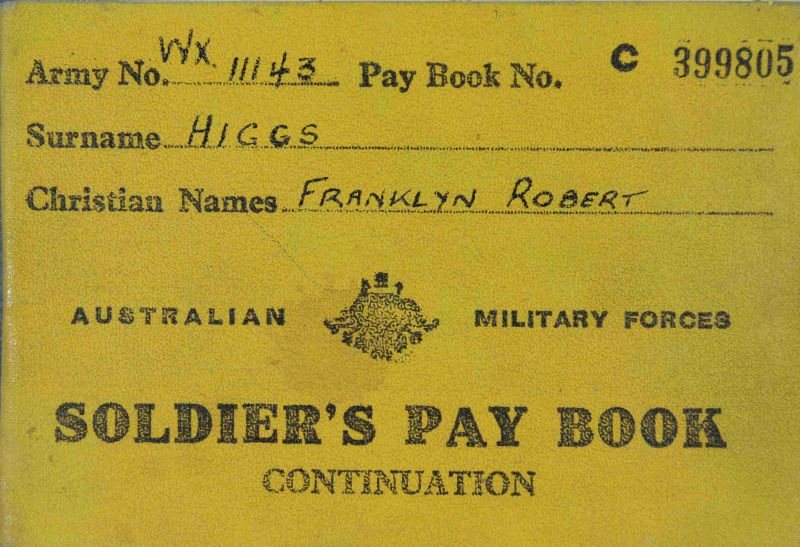 Army No. VX 11143 Pay Book No. C 399805
Surname HIGGS
Christian Names FRANKLYN ROBERT
AUSTRALIAN MILITARY FORCES
SOLDIER'S PAY BOOK
CONTINUATION